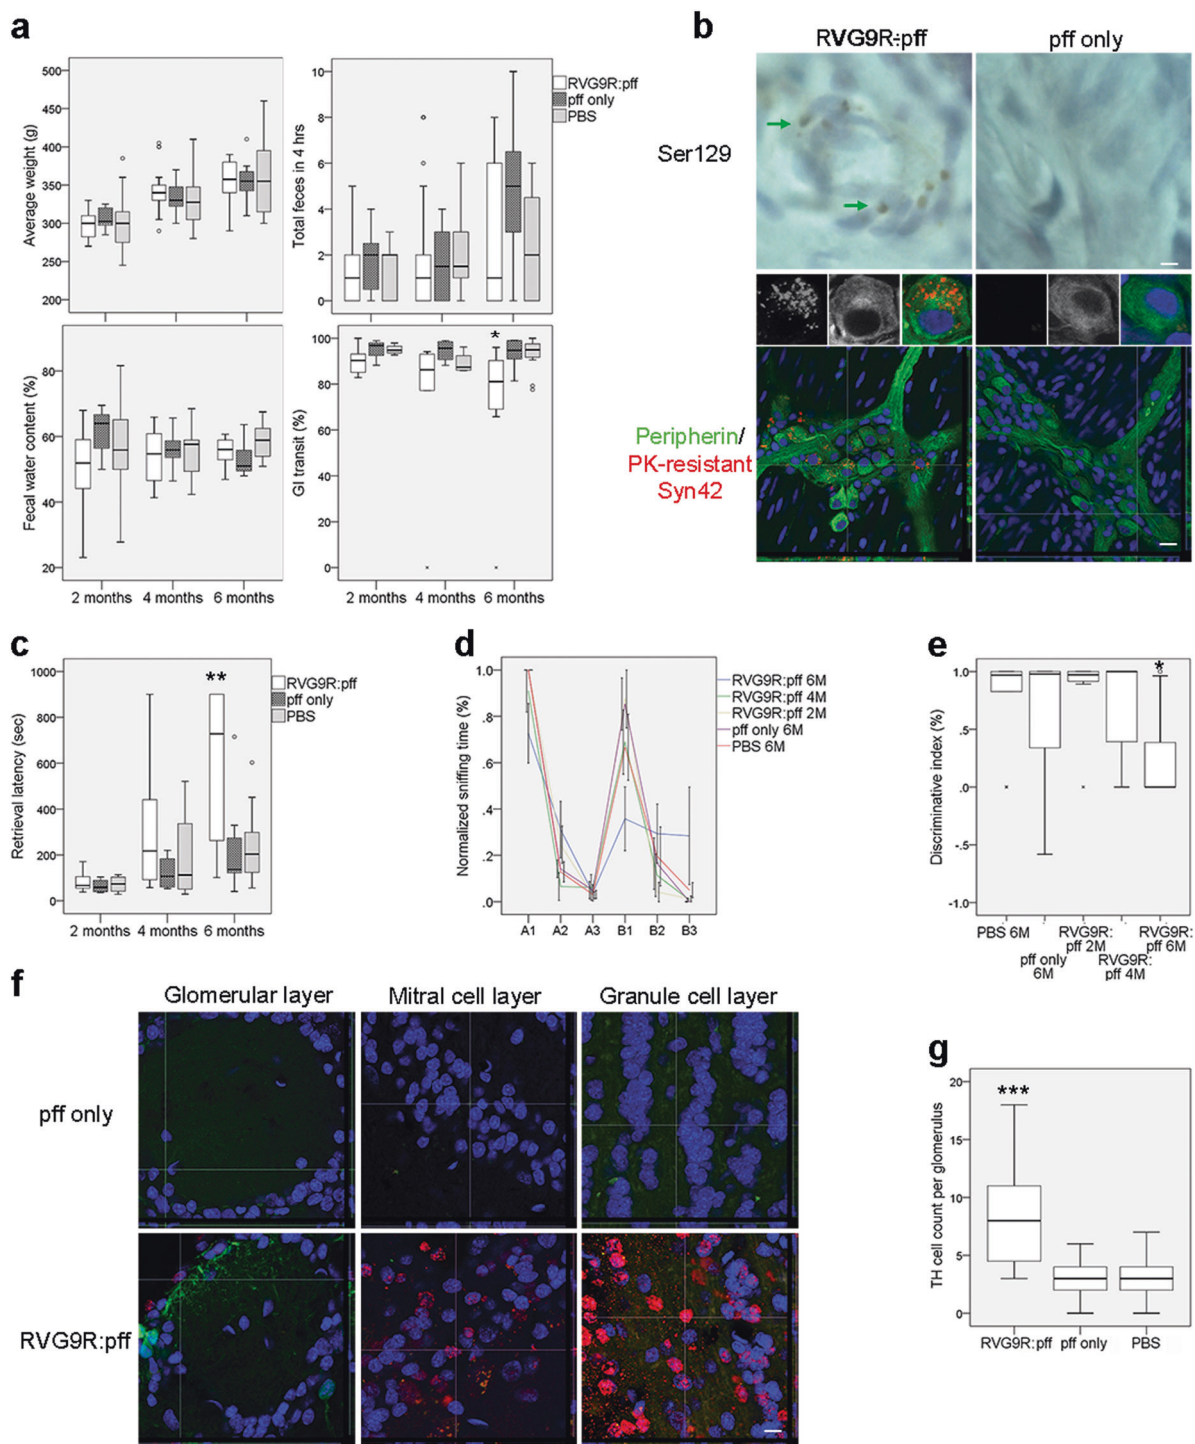 a
500
450
400
350
300
250
200
Average weight (g)
10
8
6
4
2
0
Total feces in 4 hrs
RVG9R:pff
pff only
PBS
80
60
40
20
Fecal water content (%)
2 months
4 months
6 months
100
80
60
40
20
0
GI transit (%)
*
2 months
4 months
6 months
b
RVG9R:pff
pff only
Ser129
Peripherin/
PK-resistant
Syn42
c
1000
800
600
400
200
0
Retrieval latency (sec)
**
RVG9R:pff
pff only
PBS
2 months
4 months
6 months
d
1.0
.8
.6
.4
.2
.0
Normalized sniffing time (%)
A1
A2
A3
B1
B2
B3
RVG9R:pff 6M
RVG9R:pff 4M
RVG9R:pff 2M
pff only 6M
PBS 6M
e
1.0
.5
.0
-.5
-1.0
Discriminative index (%)
*
PBS 6M
pff only
6M
RVG9R:
pff 2M
RVG9R:
pff 4M
RVG9R:
pff 6M
f
Glomerular layer
Mitral cell layer
Granule cell layer
pff only
RVG9R:pff
g
20
15
10
5
0
TH cell count per glomerulus
***
RVG9R:pff
pff only
PBS